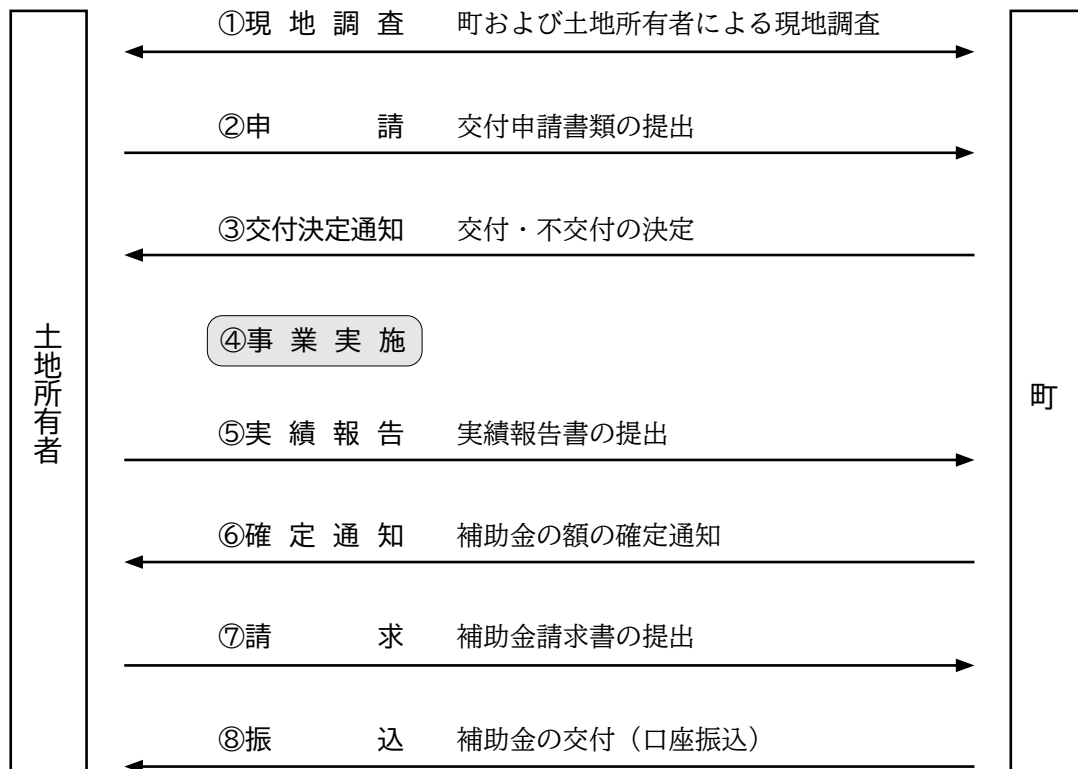 土地所有者
①現地調査 町および土地所有者による現地調査
②申請 交付申請書類の提出
③交付決定通知 交付・不交付の決定
④事業実施
⑤実績報告 実績報告書の提出
⑥確定通知 補助金の額の確定通知
⑦請求 補助金請求書の提出
⑧振込 補助金の交付（口座振込）
町